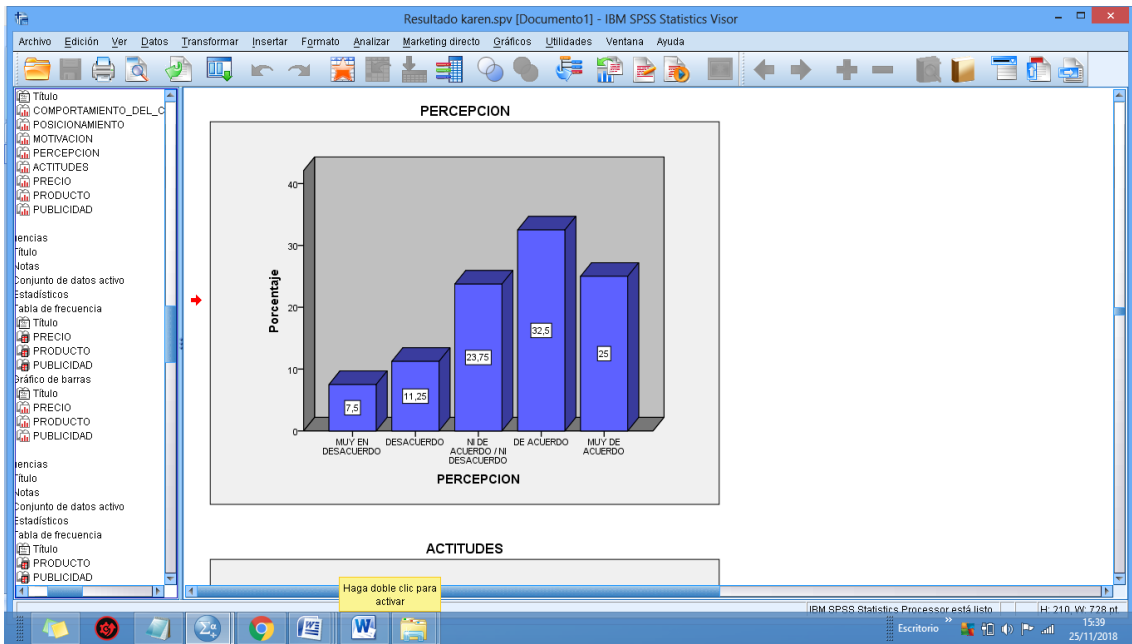 Resultado karen.spv [Documento1] - IBM SPSS Statistics Visor
Archivo Edición Ver Datos Transformar Insertar Formato Analizar Marketing directo Gráficos Utilidades Ventana Ayuda
Título
COMPORTAMIENTO_DEL_C
POSICIONAMIENTO
MOTIVACION
PERCEPCION
ACTITUDES
PRECIO
PRODUCTO
PUBLICIDAD
iencias
Título
Notas
Conjunto de datos activo
Estadísticos
Tabla de frecuencia
Título
PRECIO
PRODUCTO
PUBLICIDAD
Gráfico de barras
Título
PRECIO
PRODUCTO
PUBLICIDAD
iencias
Título
Notas
Conjunto de datos activo
Estadísticos
Tabla de frecuencia
Título
PRODUCTO
PUBLICIDAD
PERCEPCION
Porcentaje
40
30
20
10
0
7,5
11,25
23,75
32,5
25
MUY EN
DESACUERDO
DESACUERDO
NI DE
ACUERDO / NI
DESACUERDO
DE ACUERDO
MUY DE
ACUERDO
PERCEPCION
ACTITUDES
Haga doble clic para
activar
IBM SPSS Statistics Processor está listo
H: 210, W: 728 pt
Escritorio
15:39
25/11/2018